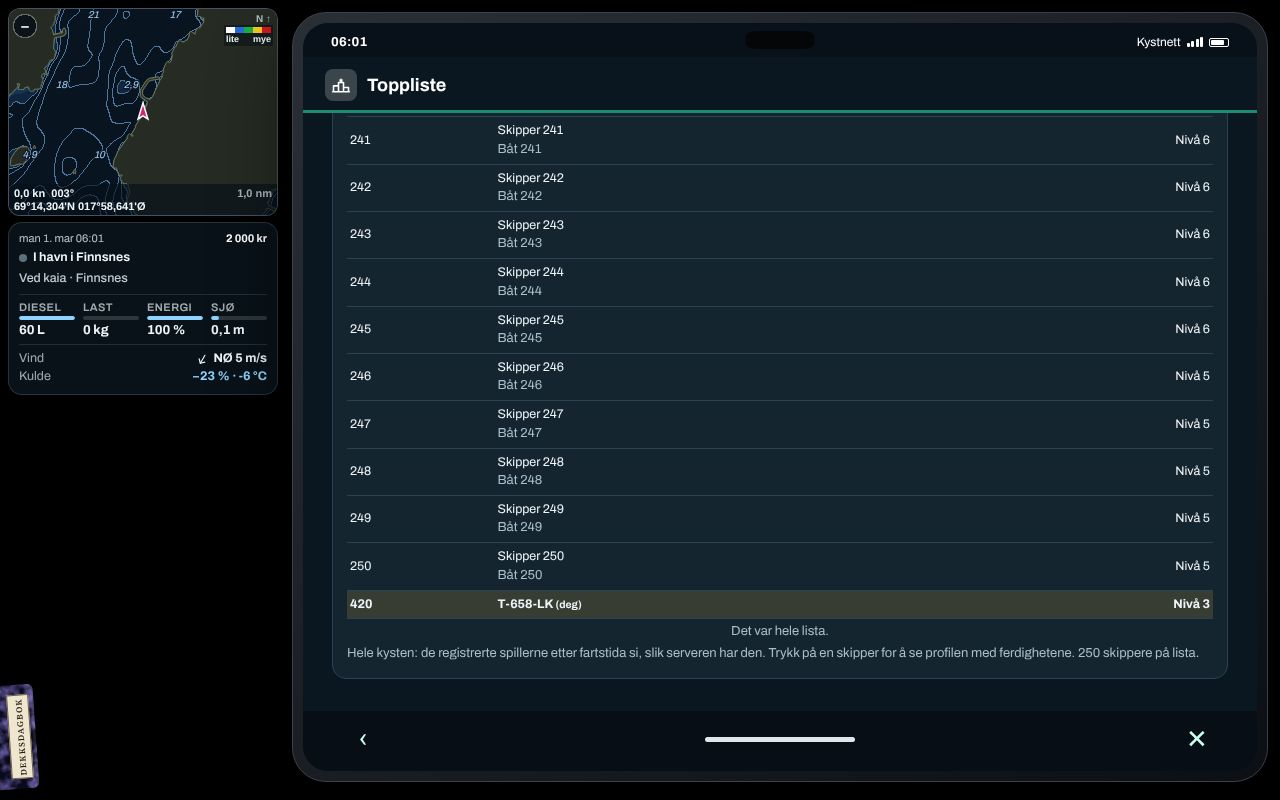 21
17
N ↑
lite mye
18
2,9
4,9
10
0,0 kn 003°
1,0 nm
69°14,304'N 017°58,641'Ø
man 1. mar 06:01
2 000 kr
I havn i Finnsnes
Ved kaia · Finnsnes
DIESEL LAST ENERGI SJØ
60 L 0 kg 100 % 0,1 m
Vind
NØ 5 m/s
Kulde
−23 % · -6 °C
DEKKSDAGBOK
06:01
Kystnett
Toppliste
241
Skipper 241
Båt 241
Nivå 6
242
Skipper 242
Båt 242
Nivå 6
243
Skipper 243
Båt 243
Nivå 6
244
Skipper 244
Båt 244
Nivå 6
245
Skipper 245
Båt 245
Nivå 6
246
Skipper 246
Båt 246
Nivå 5
247
Skipper 247
Båt 247
Nivå 5
248
Skipper 248
Båt 248
Nivå 5
249
Skipper 249
Båt 249
Nivå 5
250
Skipper 250
Båt 250
Nivå 5
420
T-658-LK (deg)
Nivå 3
Det var hele lista.
Hele kysten: de registrerte spillerne etter fartstida si, slik serveren har den. Trykk på en skipper for å se profilen med ferdighetene. 250 skippere på lista.